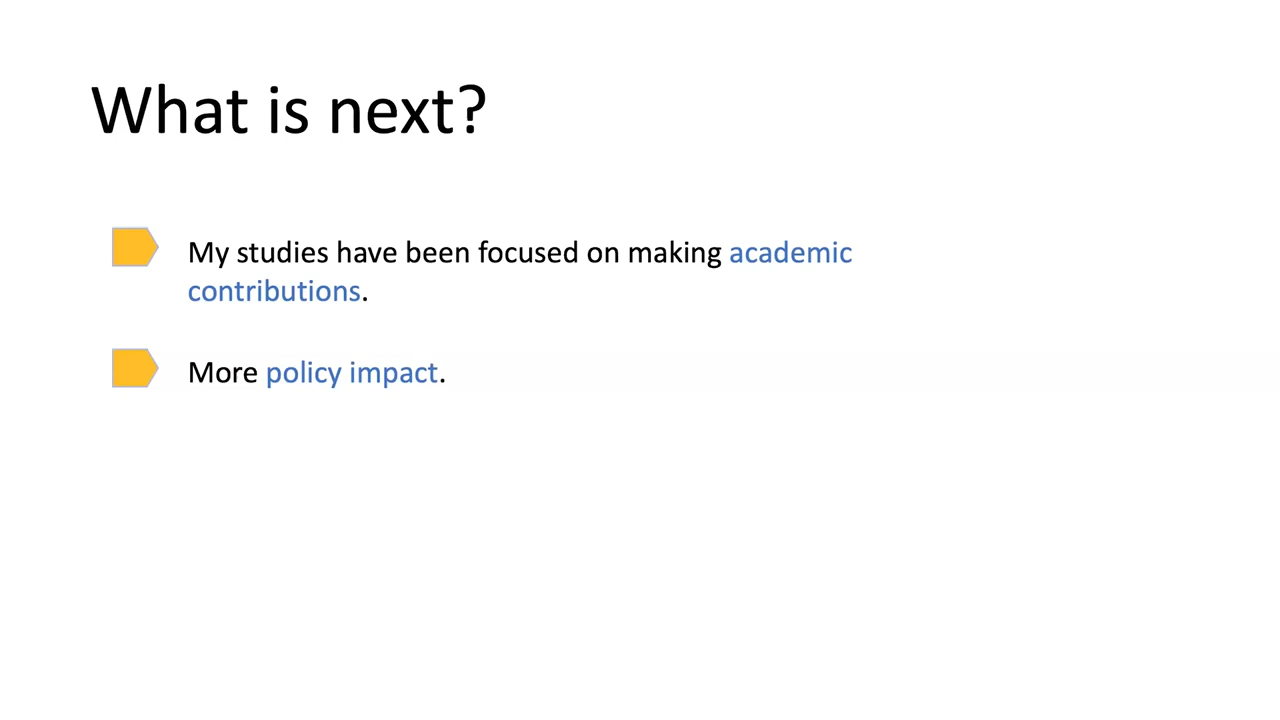 What is next?
My studies have been focused on making academic
contributions.
More policy impact.